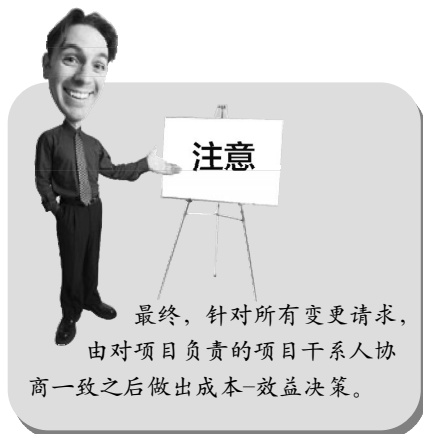 注意
最终，针对所有变更请求，
由对项目负责的项目干系人协
商一致之后做出成本-效益决策。